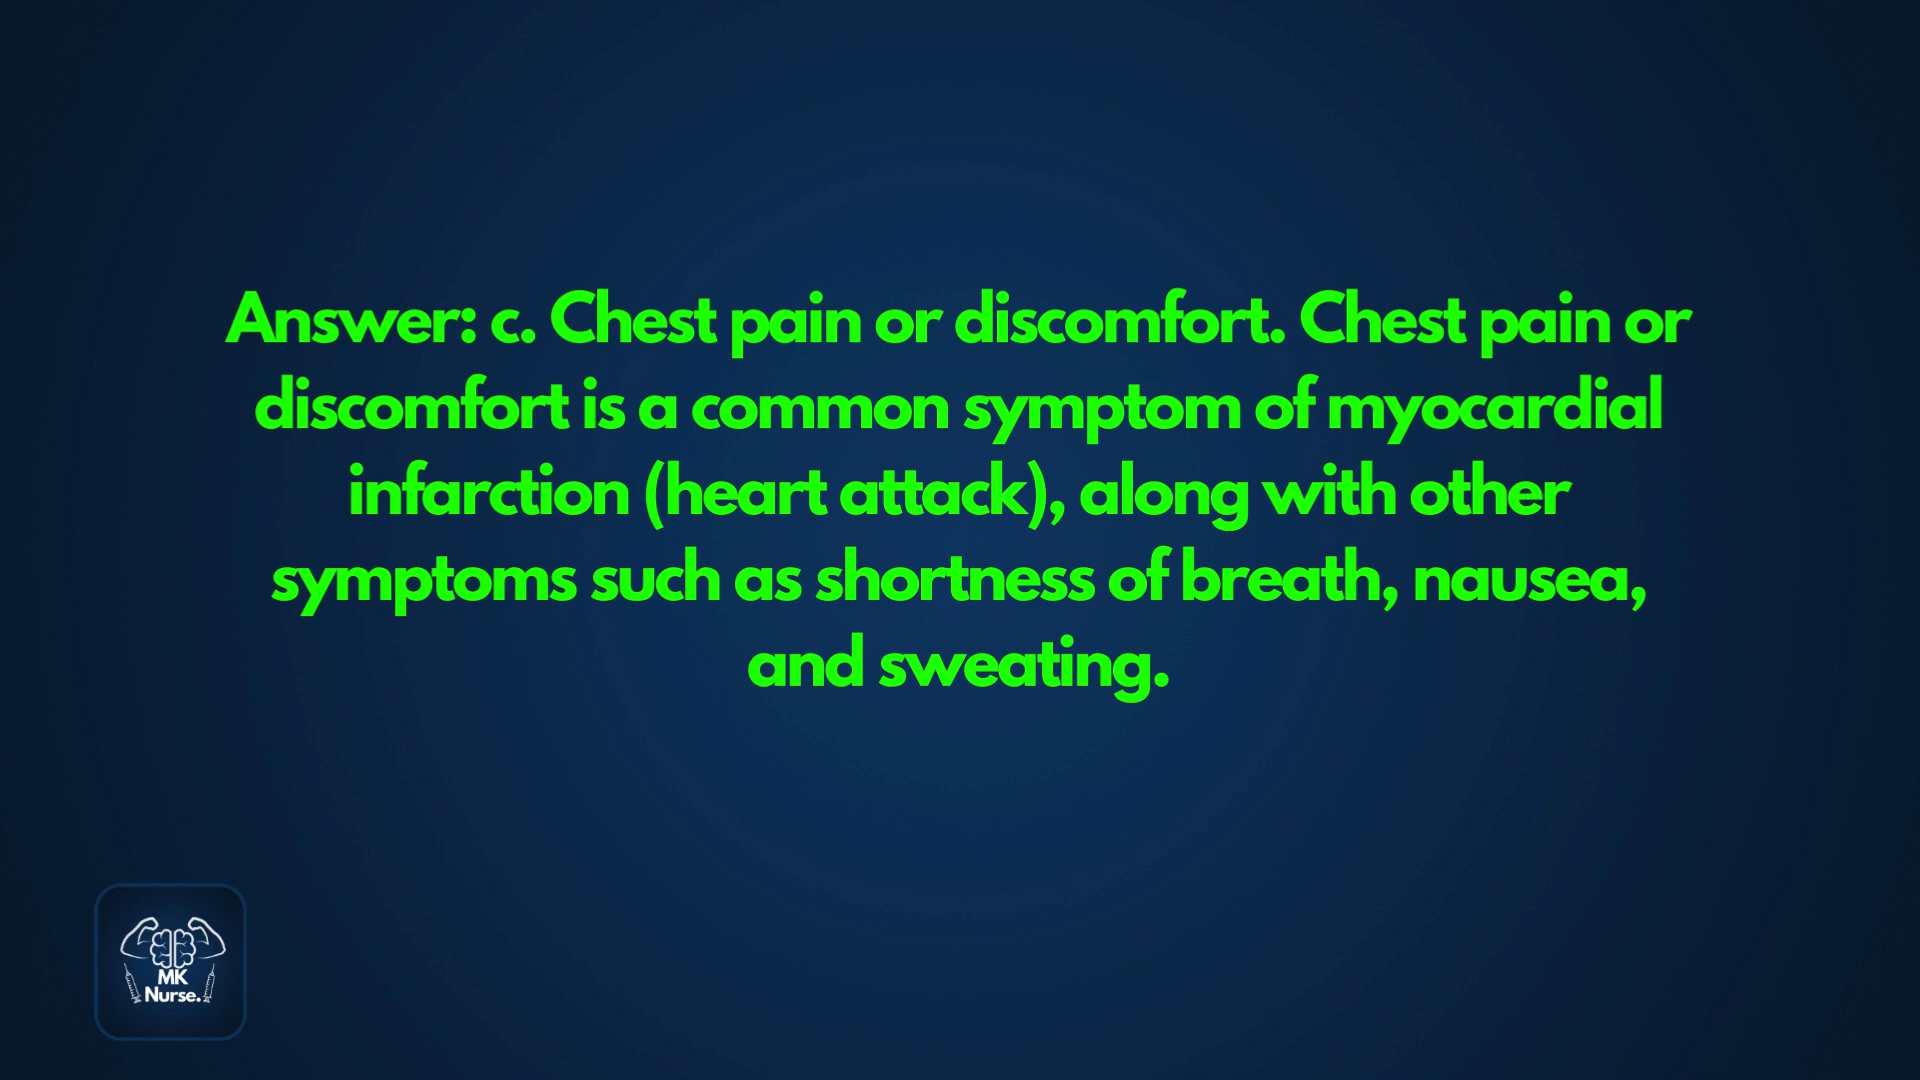 Answer: c. Chest pain or discomfort. Chest pain or
discomfort is a common symptom of myocardial
infarction (heart attack), along with other
symptoms such as shortness of breath, nausea,
and sweating.
MK
Nurse.